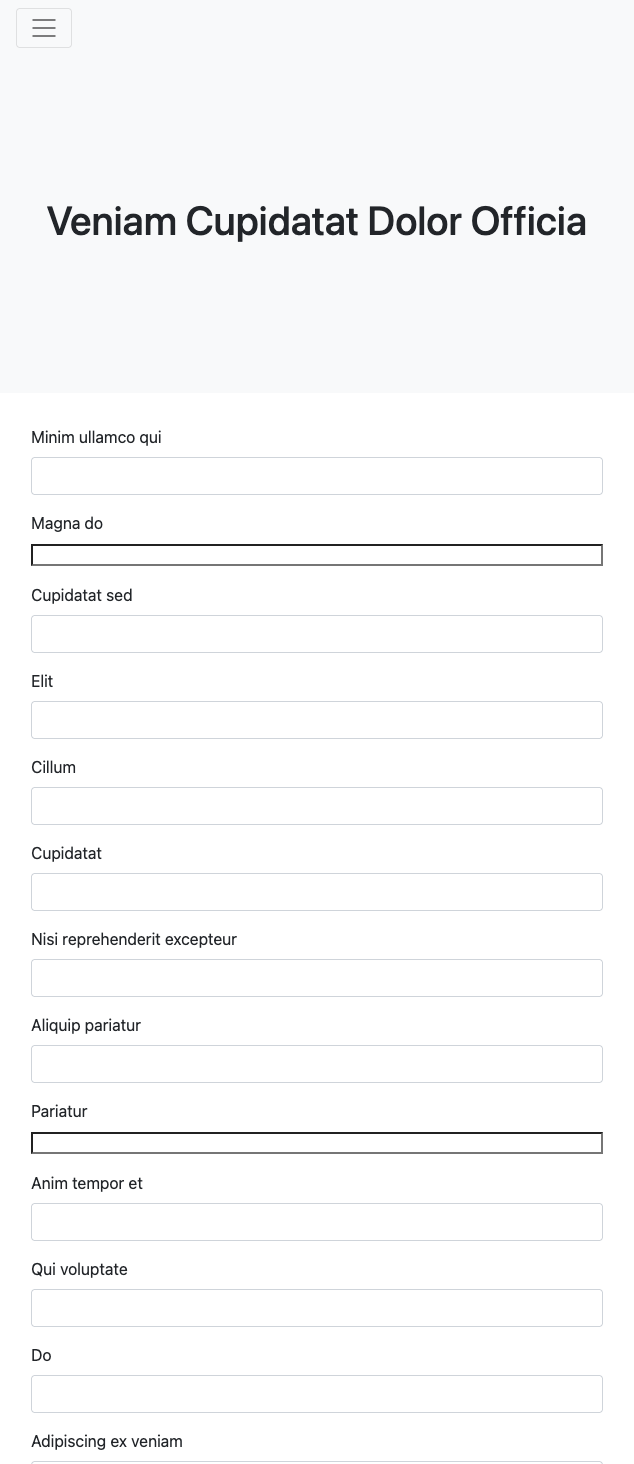 Veniam Cupidatat Dolor Officia
Minim ullamco qui
Magna do
Cupidatat sed
Elit
Cillum
Cupidatat
Nisi reprehenderit excepteur
Aliquip pariatur
Pariatur
Anim tempor et
Qui voluptate
Do
Adipiscing ex veniam